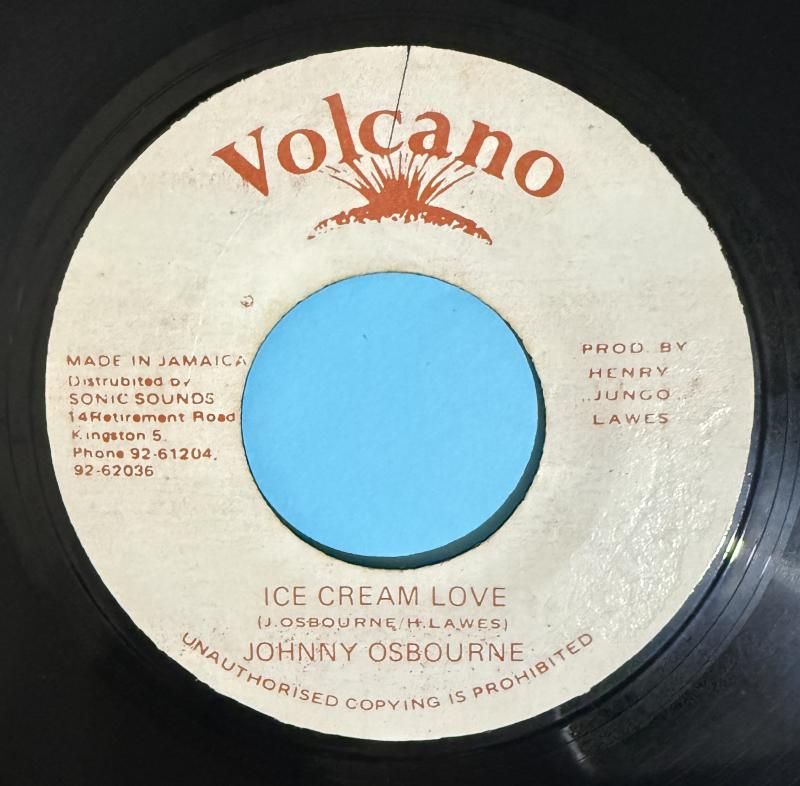 Volcano
MADE IN JAMAICA
Distrubited by
SONIC SOUNDS
14Retirement Road
Kingston 5.
Phone 92-61204,
92-62036
PROD. BY
HENRY
"JUNGO"
LAWES
ICE CREAM LOVE
(J.OSBOURNE/H.LAWES)
JOHNNY OSBOURNE
UNAUTHORISED COPYING IS PROHIBITED